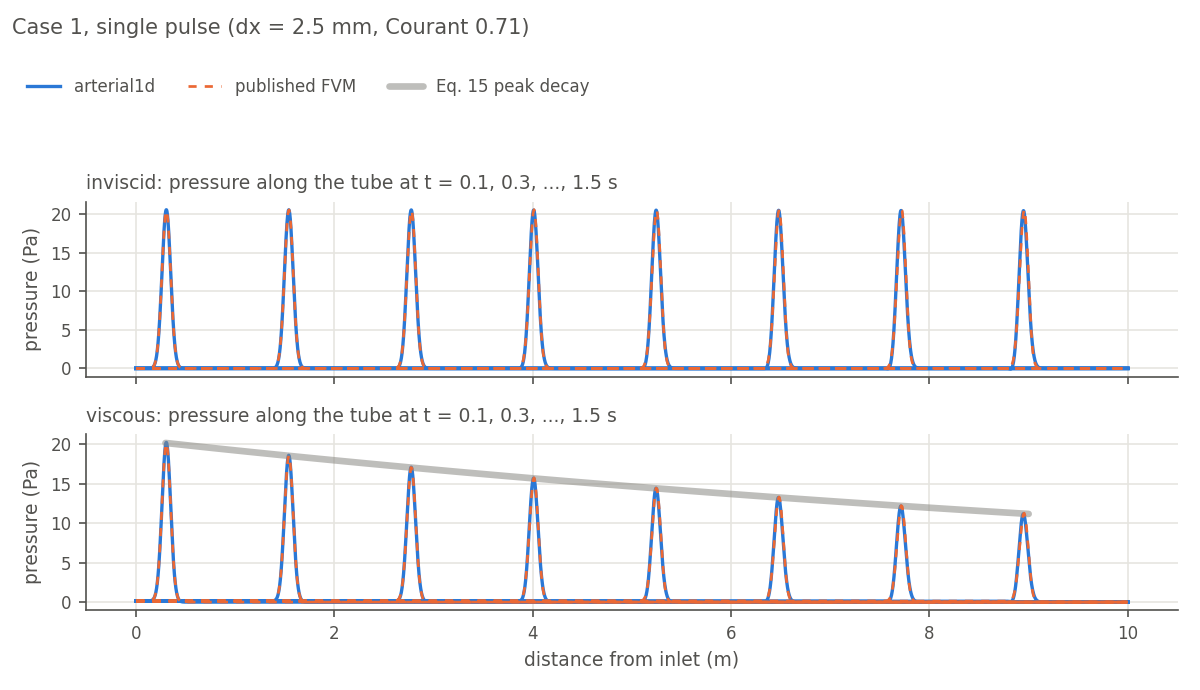 Case 1, single pulse (dx = 2.5 mm, Courant 0.71)
arterial1d published FVM Eq. 15 peak decay
inviscid: pressure along the tube at t = 0.1, 0.3, ..., 1.5 s
pressure (Pa)
20
15
10
5
0
viscous: pressure along the tube at t = 0.1, 0.3, ..., 1.5 s
pressure (Pa)
20
15
10
5
0
0 2 4 6 8 10
distance from inlet (m)